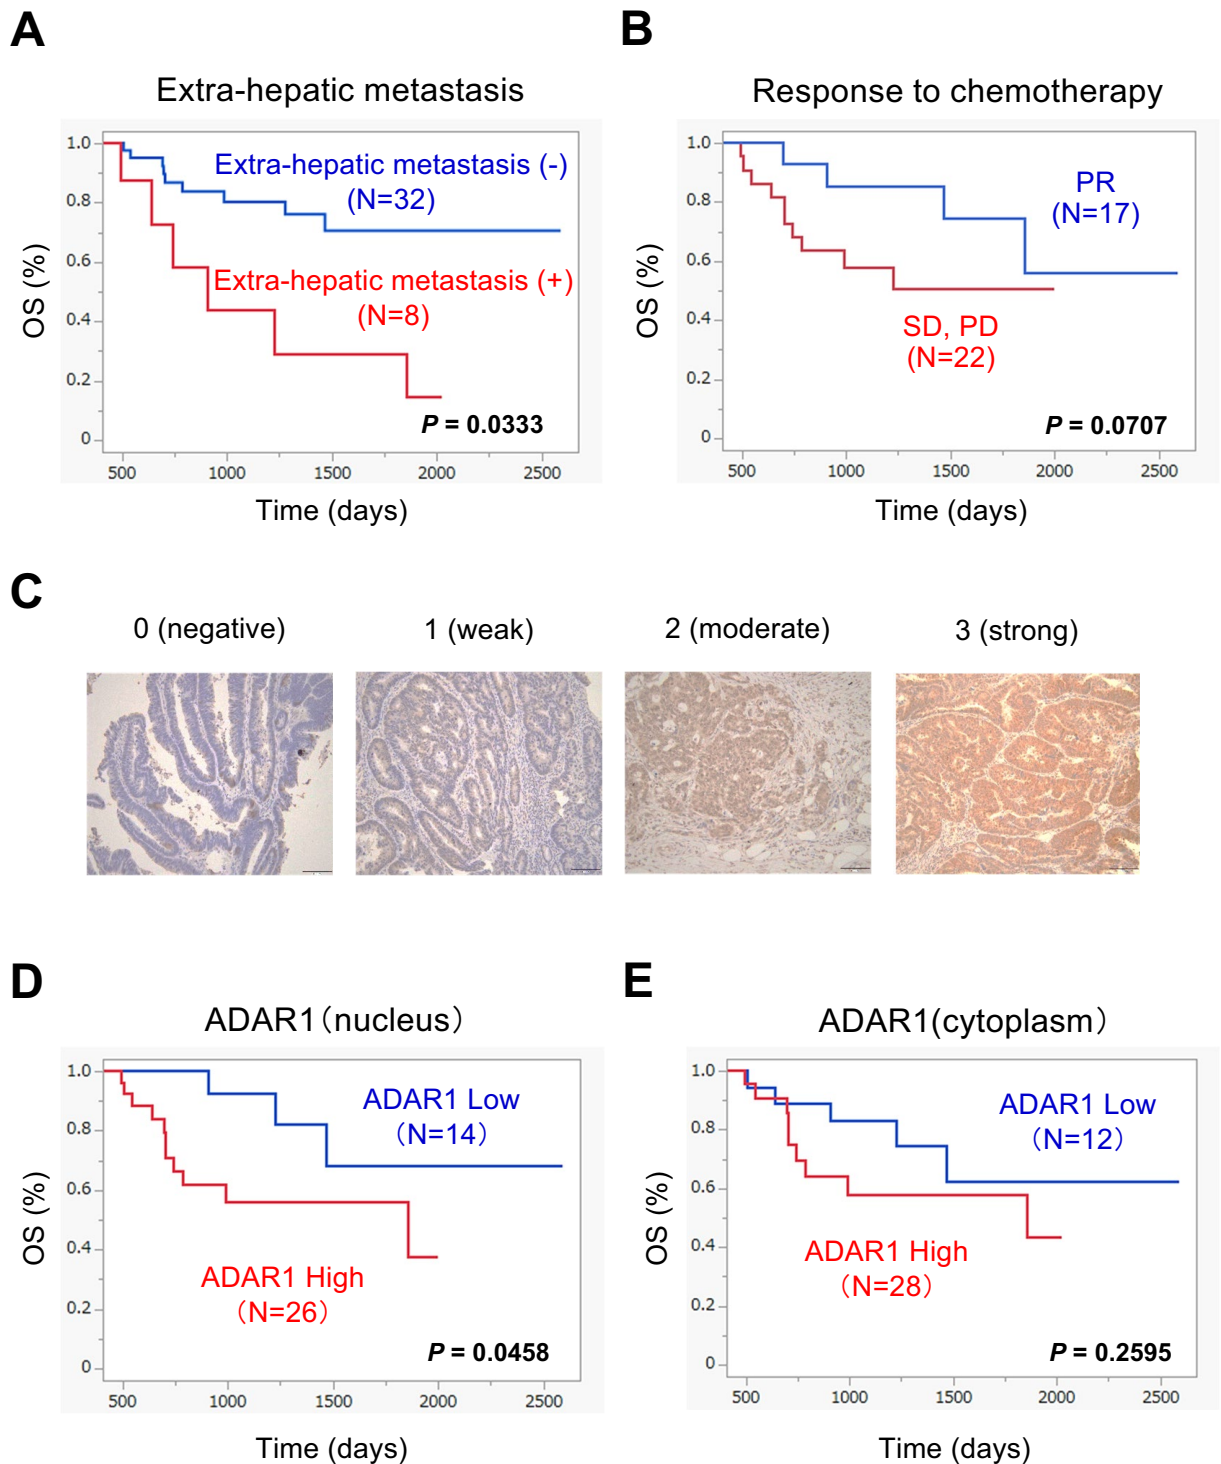 A
Extra-hepatic metastasis
1.0
0.8
0.6
0.4
0.2
0
OS (%)
Extra-hepatic metastasis (-)
(N=32)
Extra-hepatic metastasis (+)
(N=8)
P = 0.0333
500 1000 1500 2000 2500
Time (days)
B
Response to chemotherapy
1.0
0.8
0.6
0.4
0.2
0
OS (%)
PR
(N=17)
SD, PD
(N=22)
P = 0.0707
500 1000 1500 2000 2500
Time (days)
C
0 (negative) 1 (weak) 2 (moderate) 3 (strong)
D
ADAR1（nucleus）
1.0
0.8
0.6
0.4
0.2
0
OS (%)
ADAR1 Low
（N=14）
ADAR1 High
（N=26）
P = 0.0458
500 1000 1500 2000 2500
Time (days)
E
ADAR1(cytoplasm）
1.0
0.8
0.6
0.4
0.2
0
OS (%)
ADAR1 Low
（N=12）
ADAR1 High
（N=28）
P = 0.2595
500 1000 1500 2000 2500
Time (days)